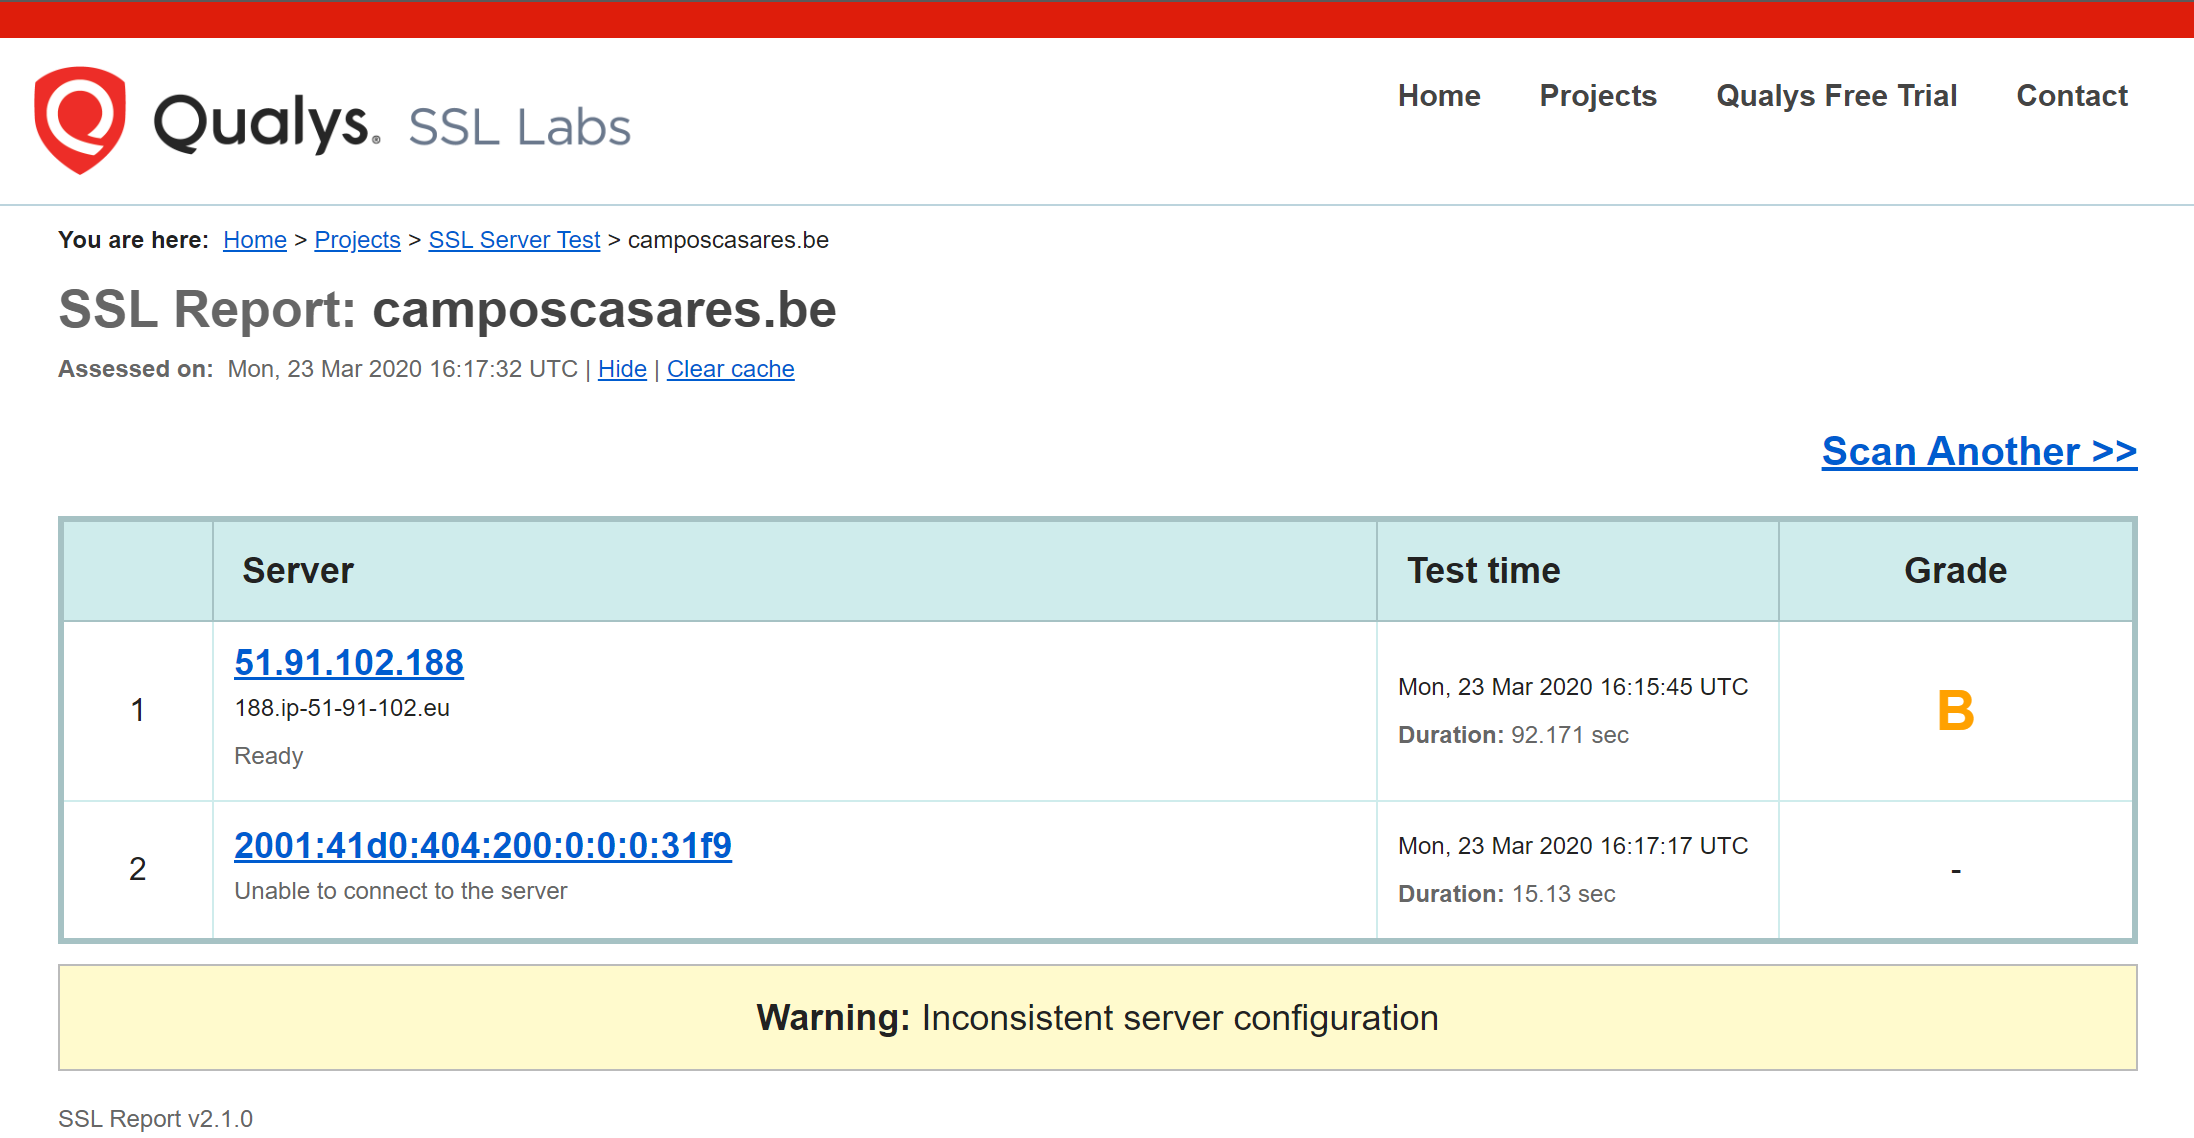 Qualys® SSL Labs
Home Projects Qualys Free Trial Contact
You are here: Home > Projects > SSL Server Test > camposcasares.be
SSL Report: camposcasares.be
Assessed on: Mon, 23 Mar 2020 16:17:32 UTC | Hide | Clear cache
Scan Another >>
Server Test time Grade
1
51.91.102.188
188.ip-51-91-102.eu
Ready
Mon, 23 Mar 2020 16:15:45 UTC
Duration: 92.171 sec
B
2
2001:41d0:404:200:0:0:0:31f9
Unable to connect to the server
Mon, 23 Mar 2020 16:17:17 UTC
Duration: 15.13 sec
-
Warning: Inconsistent server configuration
SSL Report v2.1.0